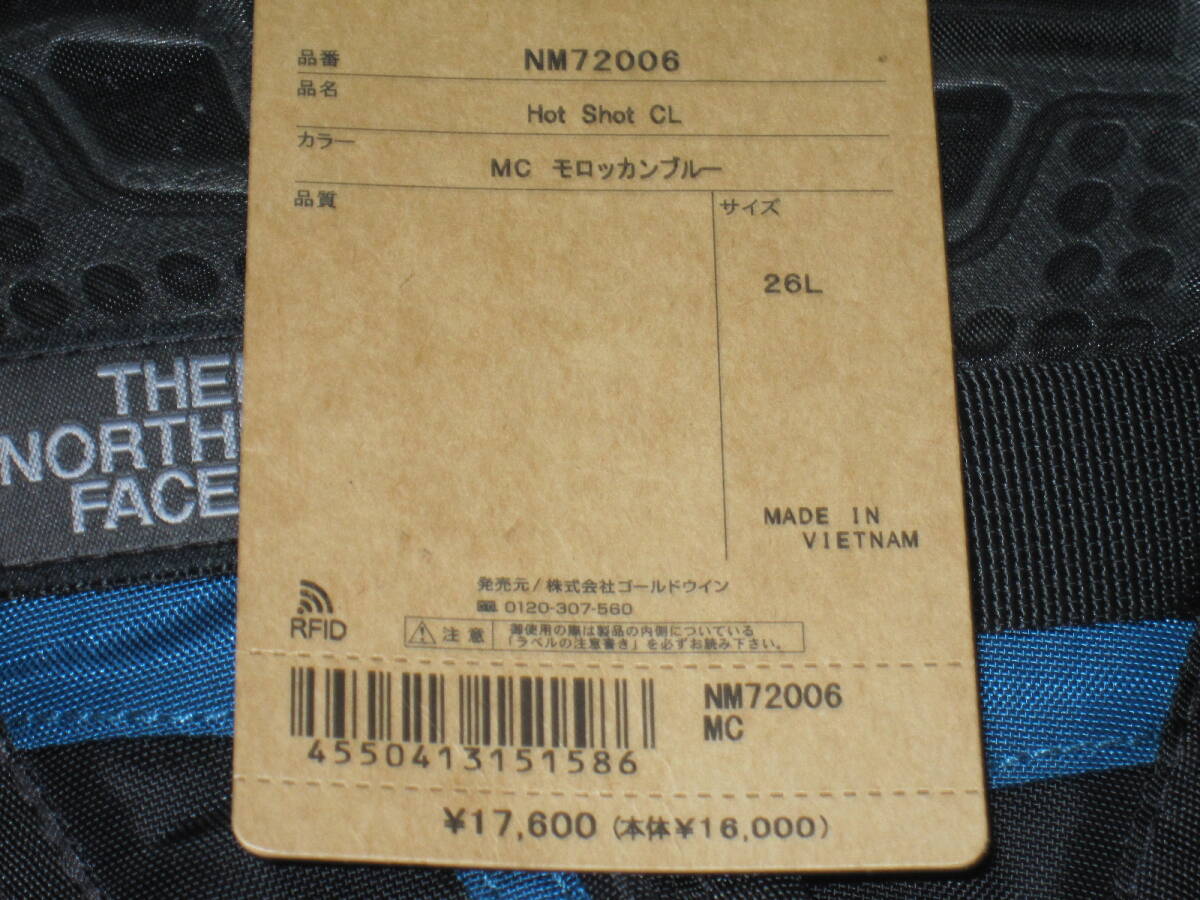 品番
NM72006
品名
Hot Shot CL
カラー
MC モロッカンブルー
品質
サイズ
26L
THE
NORTH
FACE
MADE IN
VIETNAM
発売元/株式会社ゴールドウイン
0120-307-560
RFID
注意
御使用の際は製品の内側についている
「ラベルの注意書き」を必ずお読み下さい。
4550413151586
NM72006
MC
¥17,600 (本体¥16,000)